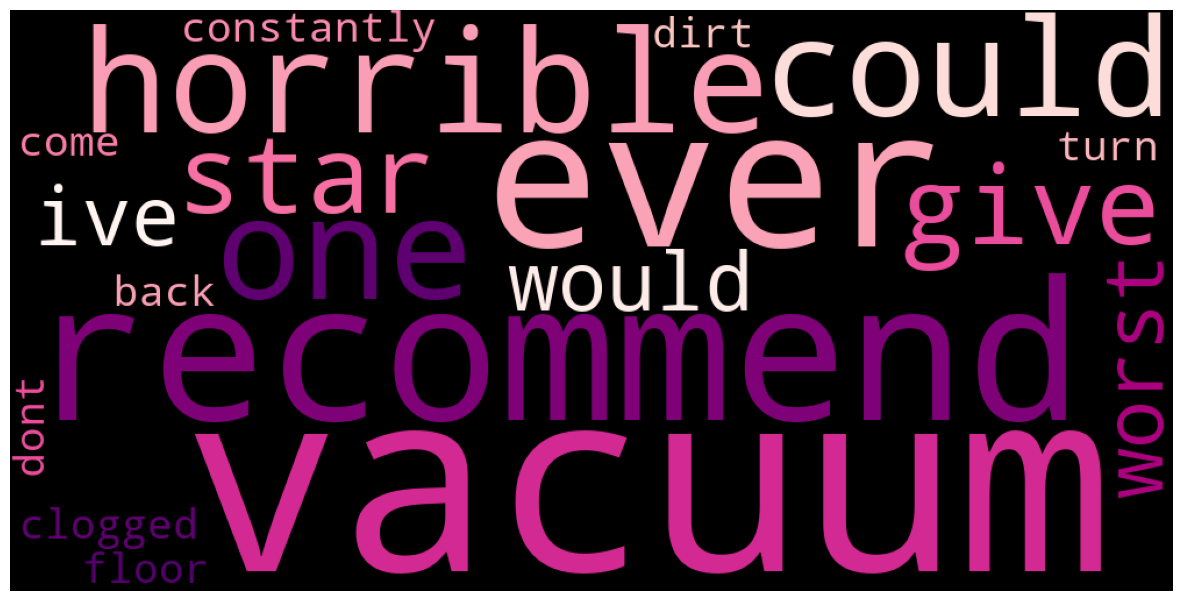 constantly
dirt
horrible
could
come
star
ever
turn
ive
one
give
back
would
recommend
worst
dont
vacuum
clogged
floor